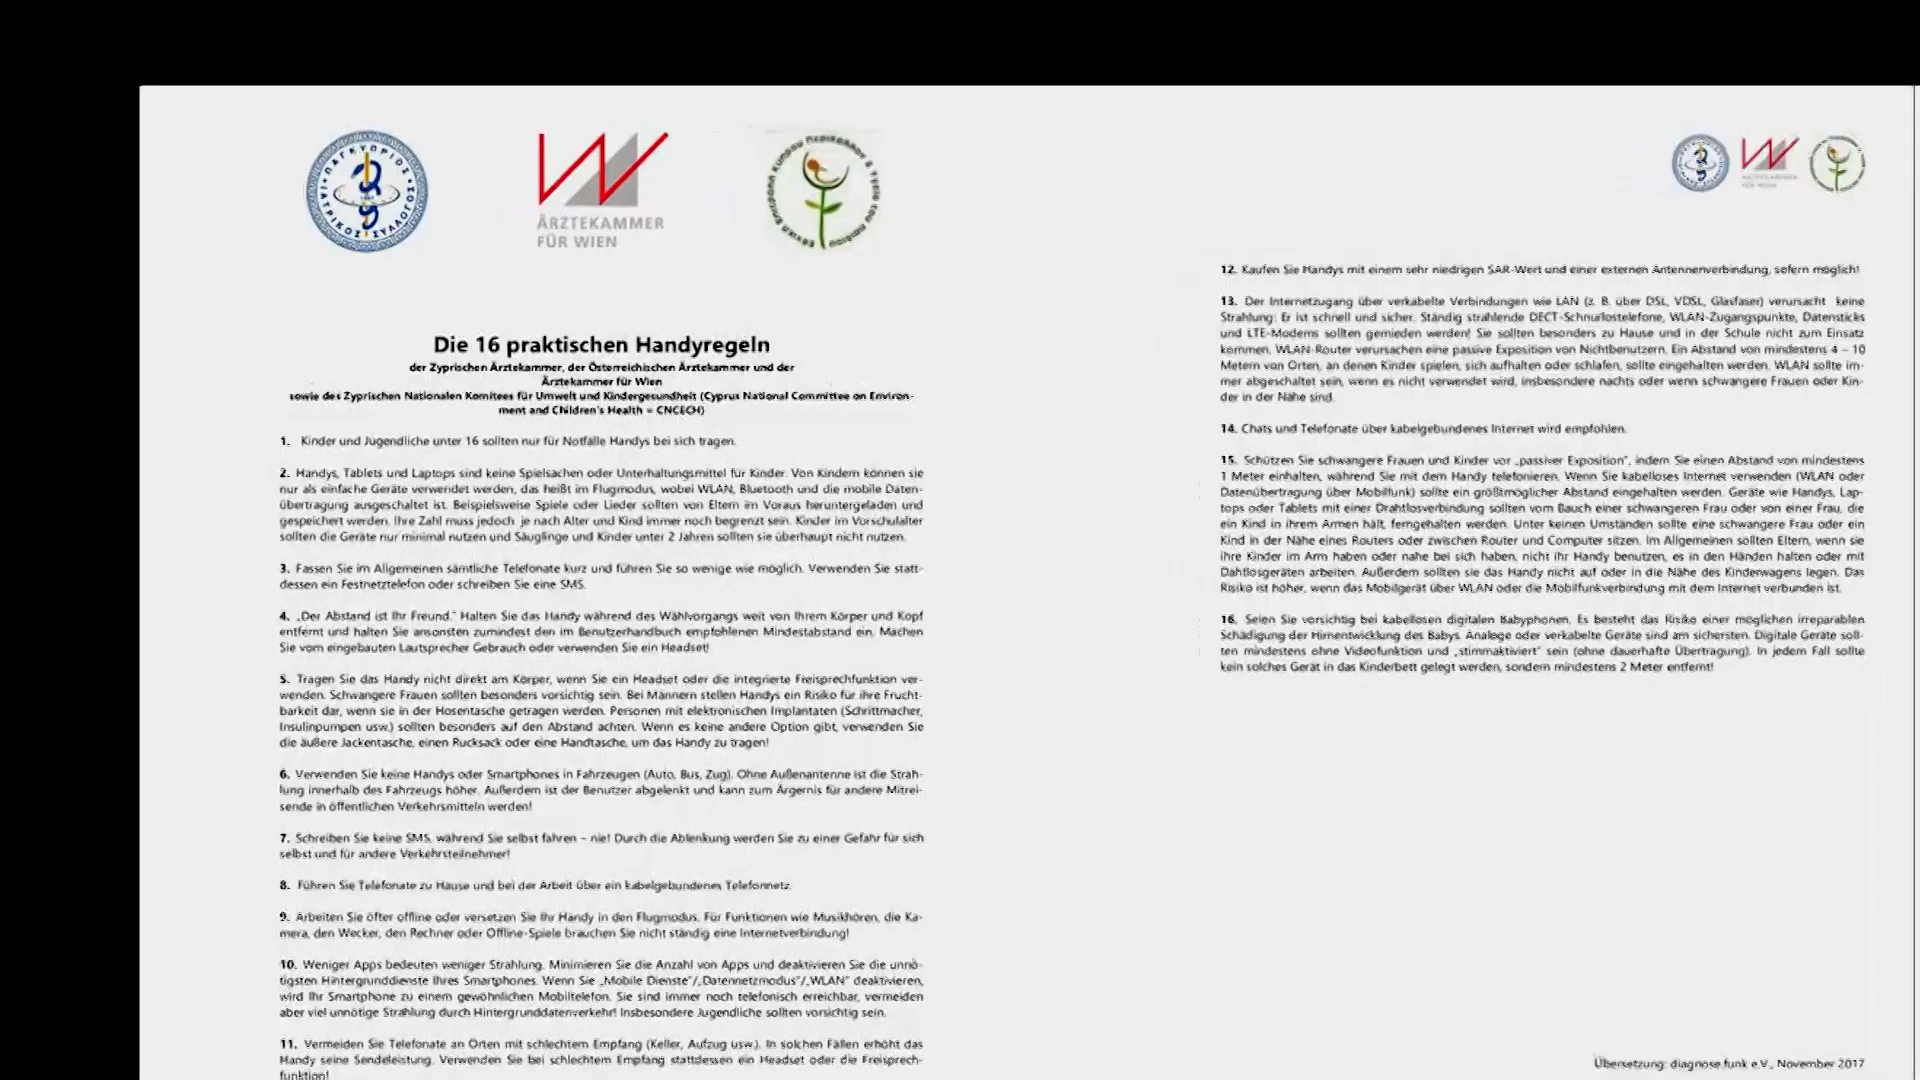 ΠΑΓΚΥΠΡΙΟΣ ΙΑΤΡΙΚΟΣ ΣΥΛΛΟΓΟΣ
ÄRZTEKAMMER
FÜR WIEN
Die 16 praktischen Handyregeln
der Zyprischen Ärztekammer, der Österreichischen Ärztekammer und der
Ärztekammer für Wien
sowie des Zyprischen Nationalen Komitees für Umwelt und Kindergesundheit (Cyprus National Committee on Environ-
ment and Children's Health = CNCECH)
1. Kinder und Jugendliche unter 16 sollten nur für Notfälle Handys bei sich tragen.
2. Handys, Tablets und Laptops sind keine Spielsachen oder Unterhaltungsmittel für Kinder. Von Kindern können sie
nur als einfache Geräte verwendet werden, das heißt im Flugmodus, wobei WLAN, Bluetooth und die mobile Daten-
übertragung ausgeschaltet ist. Beispielsweise Spiele oder Lieder sollten von Eltern im Voraus heruntergeladen und
gespeichert werden. Ihre Zahl muss jedoch je nach Alter und Kind immer noch begrenzt sein. Kinder im Vorschulalter
sollten die Geräte nur minimal nutzen und Säuglinge und Kinder unter 2 Jahren sollten sie überhaupt nicht nutzen.
3. Fassen Sie im Allgemeinen sämtliche Telefonate kurz und führen Sie so wenige wie möglich. Verwenden Sie statt-
dessen ein Festnetztelefon oder schreiben Sie eine SMS.
4. „Der Abstand ist Ihr Freund.“ Halten Sie das Handy während des Wählvorgangs weit von Ihrem Körper und Kopf
entfernt und halten Sie ansonsten zumindest den im Benutzerhandbuch empfohlenen Mindestabstand ein. Machen
Sie vom eingebauten Lautsprecher Gebrauch oder verwenden Sie ein Headset!
5. Tragen Sie das Handy nicht direkt am Körper, wenn Sie ein Headset oder die integrierte Freisprechfunktion ver-
wenden. Schwangere Frauen sollten besonders vorsichtig sein. Bei Männern stellen Handys ein Risiko für ihre Frucht-
barkeit dar, wenn sie in der Hosentasche getragen werden. Personen mit elektronischen Implantaten (Schrittmacher,
Insulinpumpen usw.) sollten besonders auf den Abstand achten. Wenn es keine andere Option gibt, verwenden Sie
die äußere Jackentasche, einen Rucksack oder eine Handtasche, um das Handy zu tragen!
6. Verwenden Sie keine Handys oder Smartphones in Fahrzeugen (Auto, Bus, Zug). Ohne Außenantenne ist die Strah-
lung innerhalb des Fahrzeugs höher. Außerdem ist der Benutzer abgelenkt und kann zum Ärgernis für andere Mitrei-
sende in öffentlichen Verkehrsmitteln werden!
7. Schreiben Sie keine SMS, während Sie selbst fahren – nie! Durch die Ablenkung werden Sie zu einer Gefahr für sich
selbst und für andere Verkehrsteilnehmer!
8. Führen Sie Telefonate zu Hause und bei der Arbeit über ein kabelgebundenes Telefonnetz.
9. Arbeiten Sie öfter offline oder versetzen Sie Ihr Handy in den Flugmodus. Für Funktionen wie Musikhören, die Ka-
mera, den Wecker, den Rechner oder Offline-Spiele brauchen Sie nicht ständig eine Internetverbindung!
10. Weniger Apps bedeuten weniger Strahlung. Minimieren Sie die Anzahl von Apps und deaktivieren Sie die unnö-
tigsten Hintergrunddienste Ihres Smartphones. Wenn Sie „Mobile Dienste“/„Datennetzmodus“/„WLAN“ deaktivieren,
wird Ihr Smartphone zu einem gewöhnlichen Mobiltelefon. Sie sind immer noch telefonisch erreichbar, vermeiden
aber viel unnötige Strahlung durch Hintergrunddatenverkehr! Insbesondere Jugendliche sollten vorsichtig sein.
11. Vermeiden Sie Telefonate an Orten mit schlechtem Empfang (Keller, Aufzug usw.). In solchen Fällen erhöht das
Handy seine Sendeleistung. Verwenden Sie bei schlechtem Empfang stattdessen ein Headset oder die Freisprech-
funktion!
12. Kaufen Sie Handys mit einem sehr niedrigen SAR-Wert und einer externen Antennenverbindung, sofern möglich!
13. Der Internetzugang über verkabelte Verbindungen wie LAN (z. B. über DSL, VDSL, Glasfaser) verursacht keine
Strahlung: Er ist schnell und sicher. Ständig strahlende DECT-Schnurlostelefone, WLAN-Zugangspunkte, Datensticks
und LTE-Modems sollten gemieden werden! Sie sollten besonders zu Hause und in der Schule nicht zum Einsatz
kommen. WLAN-Router verursachen eine passive Exposition von Nichtbenutzern. Ein Abstand von mindestens 4 – 10
Metern von Orten, an denen Kinder spielen, sich aufhalten oder schlafen, sollte eingehalten werden. WLAN sollte im-
mer abgeschaltet sein, wenn es nicht verwendet wird, insbesondere nachts oder wenn schwangere Frauen oder Kin-
der in der Nähe sind.
14. Chats und Telefonate über kabelgebundenes Internet wird empfohlen.
15. Schützen Sie schwangere Frauen und Kinder vor „passiver Exposition“, indem Sie einen Abstand von mindestens
1 Meter einhalten, während Sie mit dem Handy telefonieren. Wenn Sie kabelloses Internet verwenden (WLAN oder
Datenübertragung über Mobilfunk) sollte ein größtmöglicher Abstand eingehalten werden. Geräte wie Handys, Lap-
tops oder Tablets mit einer Drahtlosverbindung sollten vom Bauch einer schwangeren Frau oder von einer Frau, die
ein Kind in ihrem Armen hält, ferngehalten werden. Unter keinen Umständen sollte eine schwangere Frau oder ein
Kind in der Nähe eines Routers oder zwischen Router und Computer sitzen. Im Allgemeinen sollten Eltern, wenn sie
ihre Kinder im Arm haben oder nahe bei sich haben, nicht ihr Handy benutzen, es in den Händen halten oder mit
Dahtlosgeräten arbeiten. Außerdem sollten sie das Handy nicht auf oder in die Nähe des Kinderwagens legen. Das
Risiko ist höher, wenn das Mobilgerät über WLAN oder die Mobilfunkverbindung mit dem Internet verbunden ist.
16. Seien Sie vorsichtig bei kabellosen digitalen Babyphonen. Es besteht das Risiko einer möglichen irreparablen
Schädigung der Hirnentwicklung des Babys. Analoge oder verkabelte Geräte sind am sichersten. Digitale Geräte soll-
ten mindestens ohne Videofunktion und „stimmaktiviert“ sein (ohne dauerhafte Übertragung). In jedem Fall sollte
kein solches Gerät in das Kinderbett gelegt werden, sondern mindestens 2 Meter entfernt!
Übersetzung: diagnose:funk e.V., November 2017